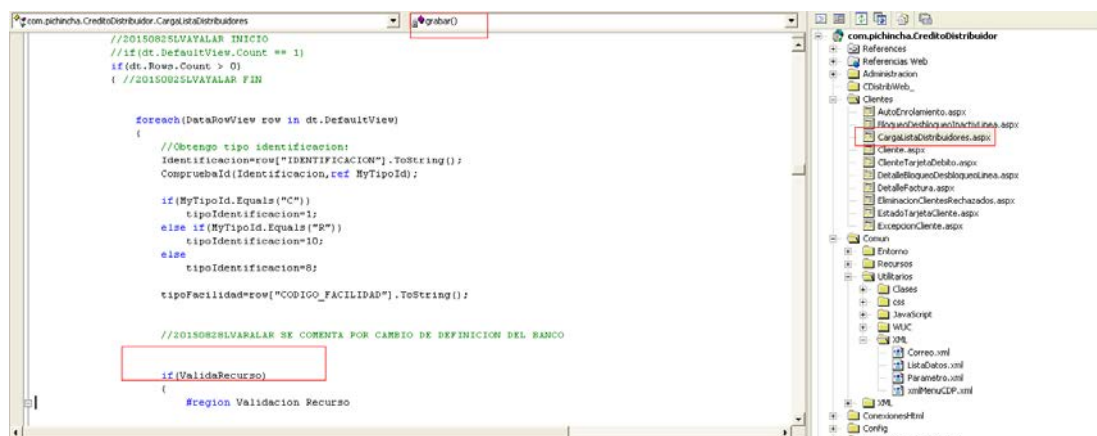 com.pichincha.CreditoDistribuidor.CargaListaDistribuidores
grabar()
//20150825LVAYALAR INICIO
//if(dt.DefaultView.Count == 1)
if(dt.Rows.Count > 0)
{ //20150825LVAYALAR FIN
foreach(DataRowView row in dt.DefaultView)
{
//Obtengo tipo identificacion:
Identificacion=row["IDENTIFICACION"].ToString();
CompruebaId(Identificacion,ref MyTipoId);
if(MyTipoId.Equals("C"))
tipoIdentificacion=1;
else if(MyTipoId.Equals("R"))
tipoIdentificacion=10;
else
tipoIdentificacion=8;
tipoFacilidad=row["CODIGO_FACILIDAD"].ToString();
//20150828LVARALAR SE COMENTA POR CAMBIO DE DEFINICION DEL BANCO
if(ValidaRecurso)
{
#region Validacion Recurso
com.pichincha.CreditoDistribuidor
References
Referencias Web
Administracion
CDistribWeb_
Clientes
AutoEnrolamiento.aspx
BloqueoDesbloqueoInactivLinea.aspx
CargaListaDistribuidores.aspx
Cliente.aspx
ClienteTarjetaDebito.aspx
DetalleBloqueoDesbloqueoLinea.aspx
DetalleFactura.aspx
EliminacionClientesRechazados.aspx
EstadoTarjetaCliente.aspx
ExcepcionCliente.aspx
Comun
Entorno
Recursos
Utilitarios
Clases
css
JavaScript
WUC
XML
Correo.xml
ListaDatos.xml
Parametro.xml
xmlMenuCDP.xml
XML
ConexionesHtml
Config